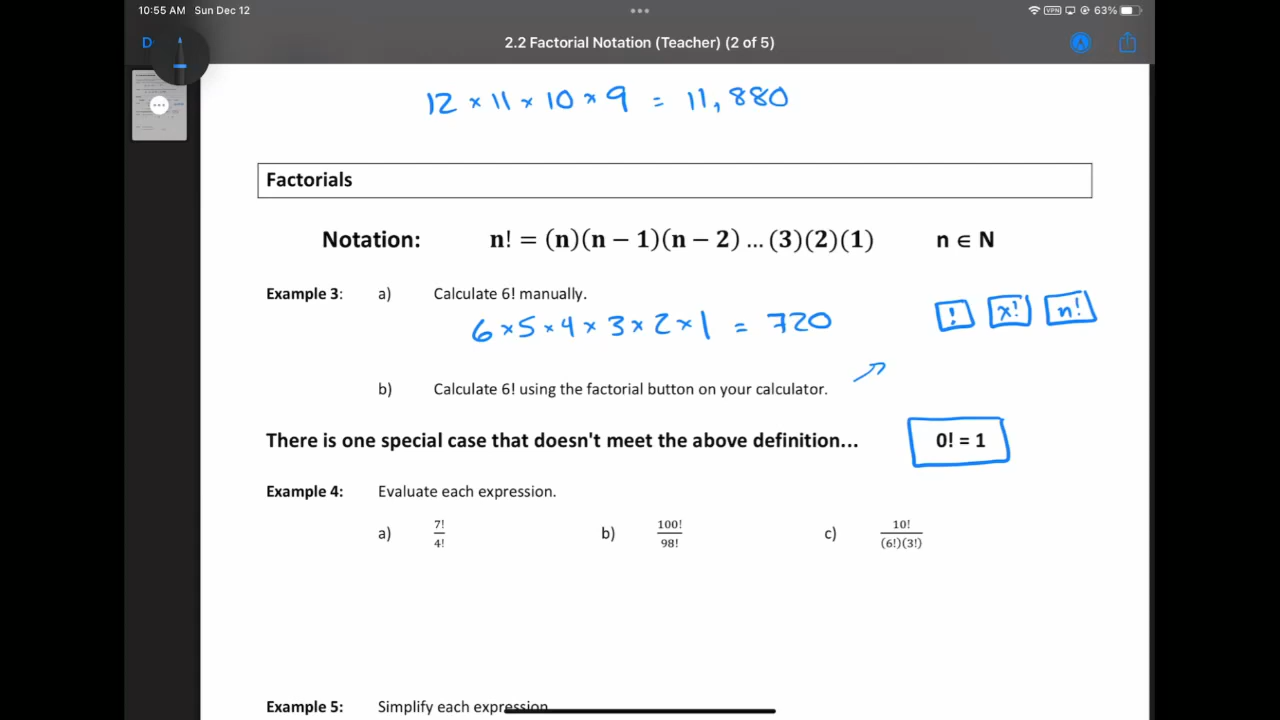 10:55 AM Sun Dec 12 VPN 63%
D
2.2 Factorial Notation (Teacher) (2 of 5)
12 × 11 × 10 × 9 = 11,880
Factorials
Notation: n! = (n)(n − 1)(n − 2) … (3)(2)(1) n ∈ N
Example 3: a) Calculate 6! manually.
6 × 5 × 4 × 3 × 2 × 1 = 720 ! x! n!
b) Calculate 6! using the factorial button on your calculator.
There is one special case that doesn't meet the above definition... 0! = 1
Example 4: Evaluate each expression.
a) 7!/4! b) 100!/98! c) 10!/(6!)(3!)
Example 5: Simplify each expression